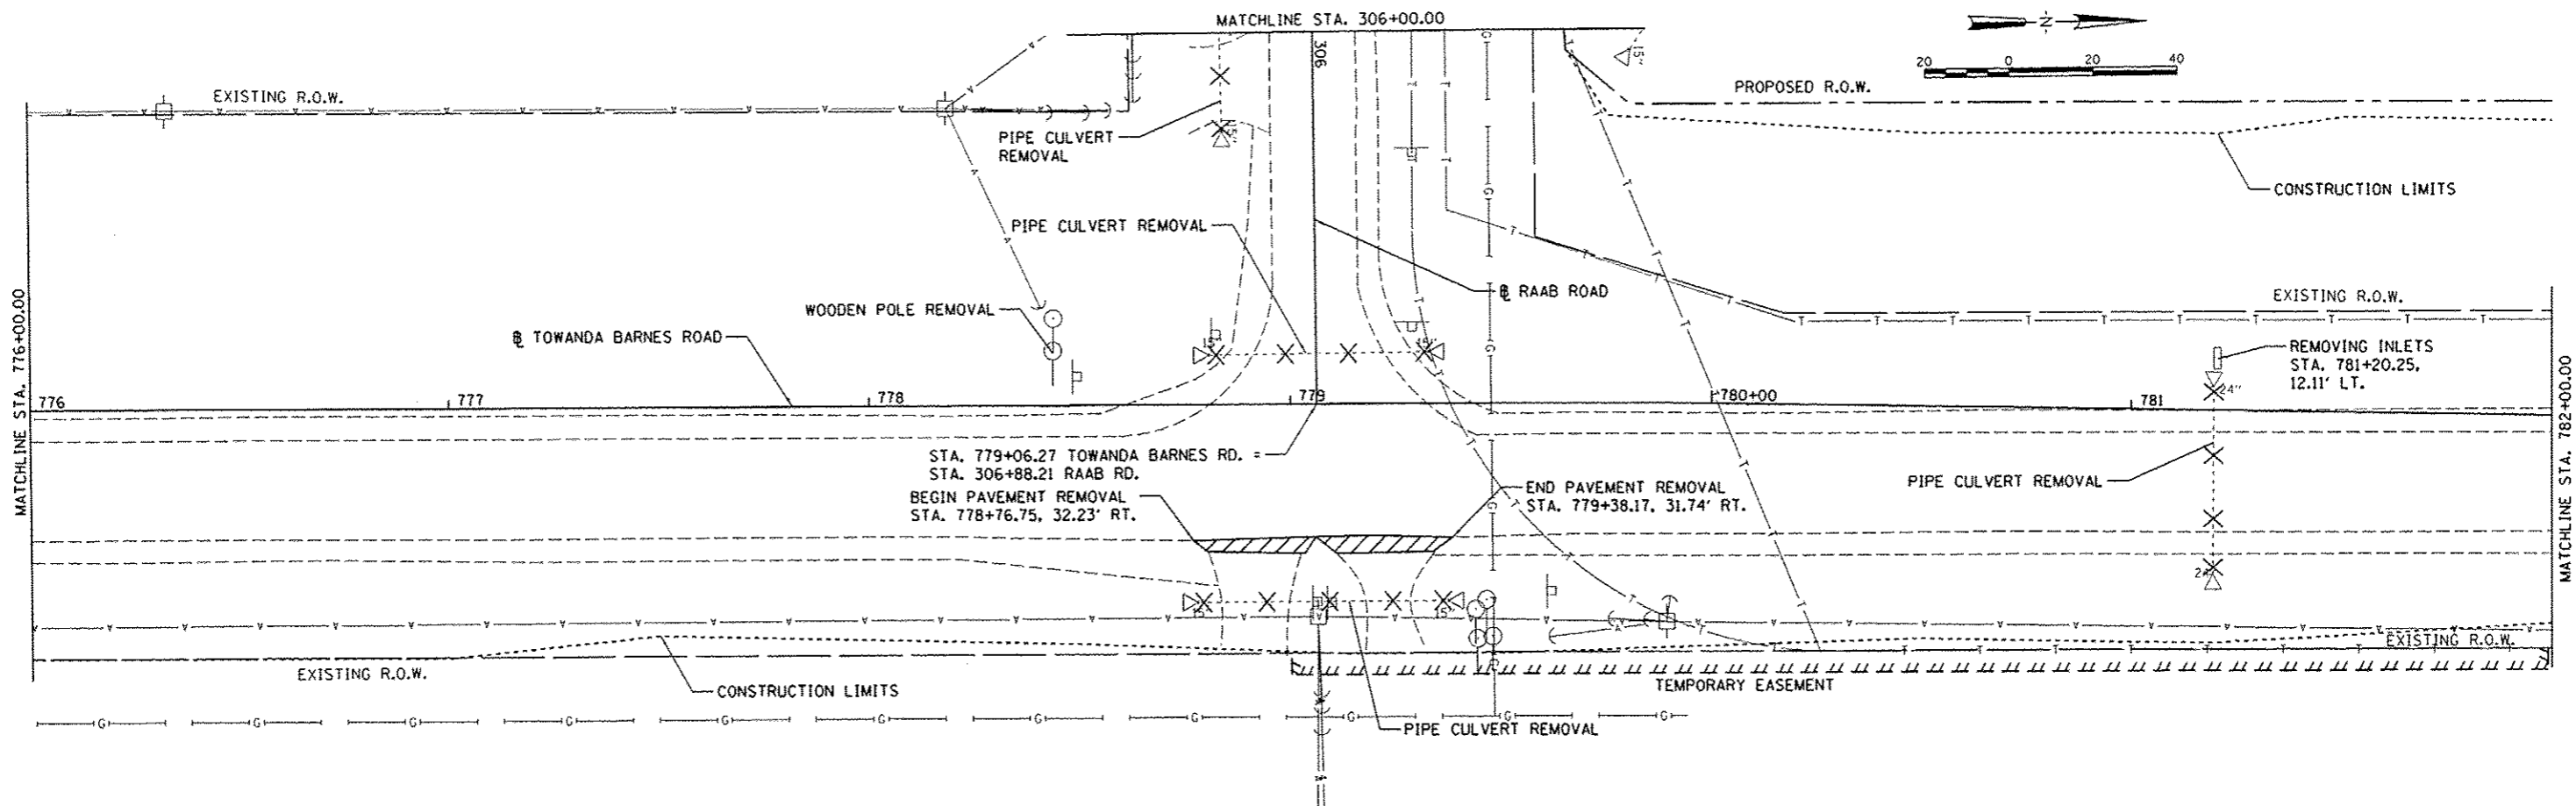 MATCHLINE STA. 306+00.00
N
20 0 20 40
15"
EXISTING R.O.W.
306
PROPOSED R.O.W.
PIPE CULVERT
REMOVAL
15"
CONSTRUCTION LIMITS
PIPE CULVERT REMOVAL
℄ RAAB ROAD
WOODEN POLE REMOVAL
EXISTING R.O.W.
℄ TOWANDA BARNES ROAD
15"
15"
REMOVING INLETS
STA. 781+20.25,
12.11' LT.
24"
MATCHLINE STA. 776+00.00
776
777
778
779
780+00
781
MATCHLINE STA. 782+00.00
STA. 779+06.27 TOWANDA BARNES RD. =
STA. 306+88.21 RAAB RD.
BEGIN PAVEMENT REMOVAL
STA. 778+76.75, 32.23' RT.
END PAVEMENT REMOVAL
STA. 779+38.17, 31.74' RT.
PIPE CULVERT REMOVAL
24"
15"
15"
EXISTING R.O.W.
EXISTING R.O.W.
CONSTRUCTION LIMITS
TEMPORARY EASEMENT
PIPE CULVERT REMOVAL